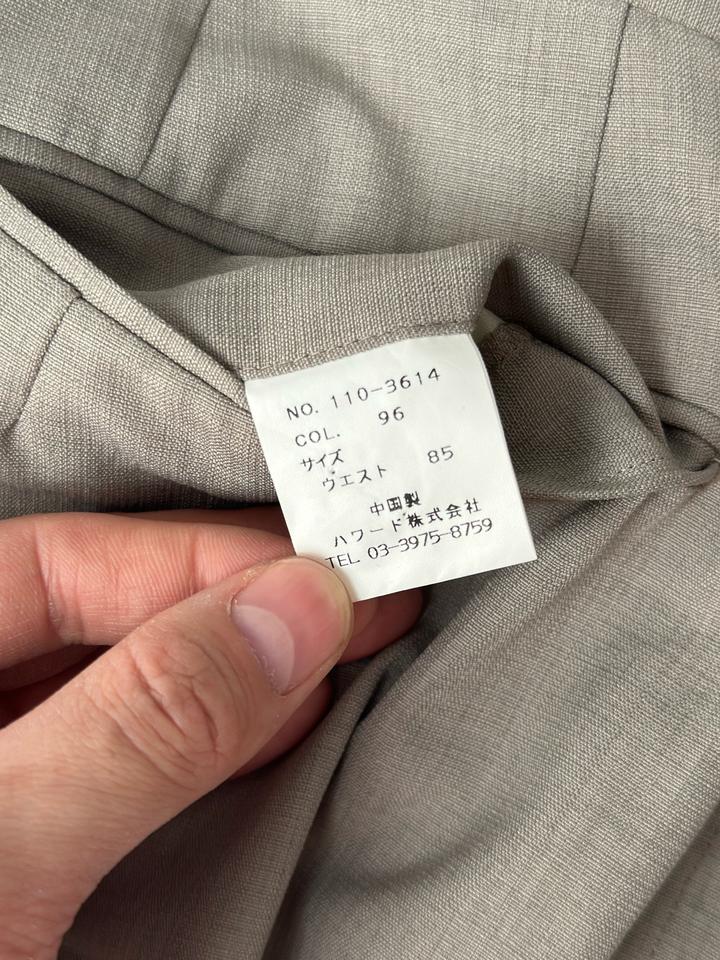 NO. 110-3614
COL. 96
サイズ
ウエスト 85
中国製
ハワード株式会社
TEL 03-3975-8759